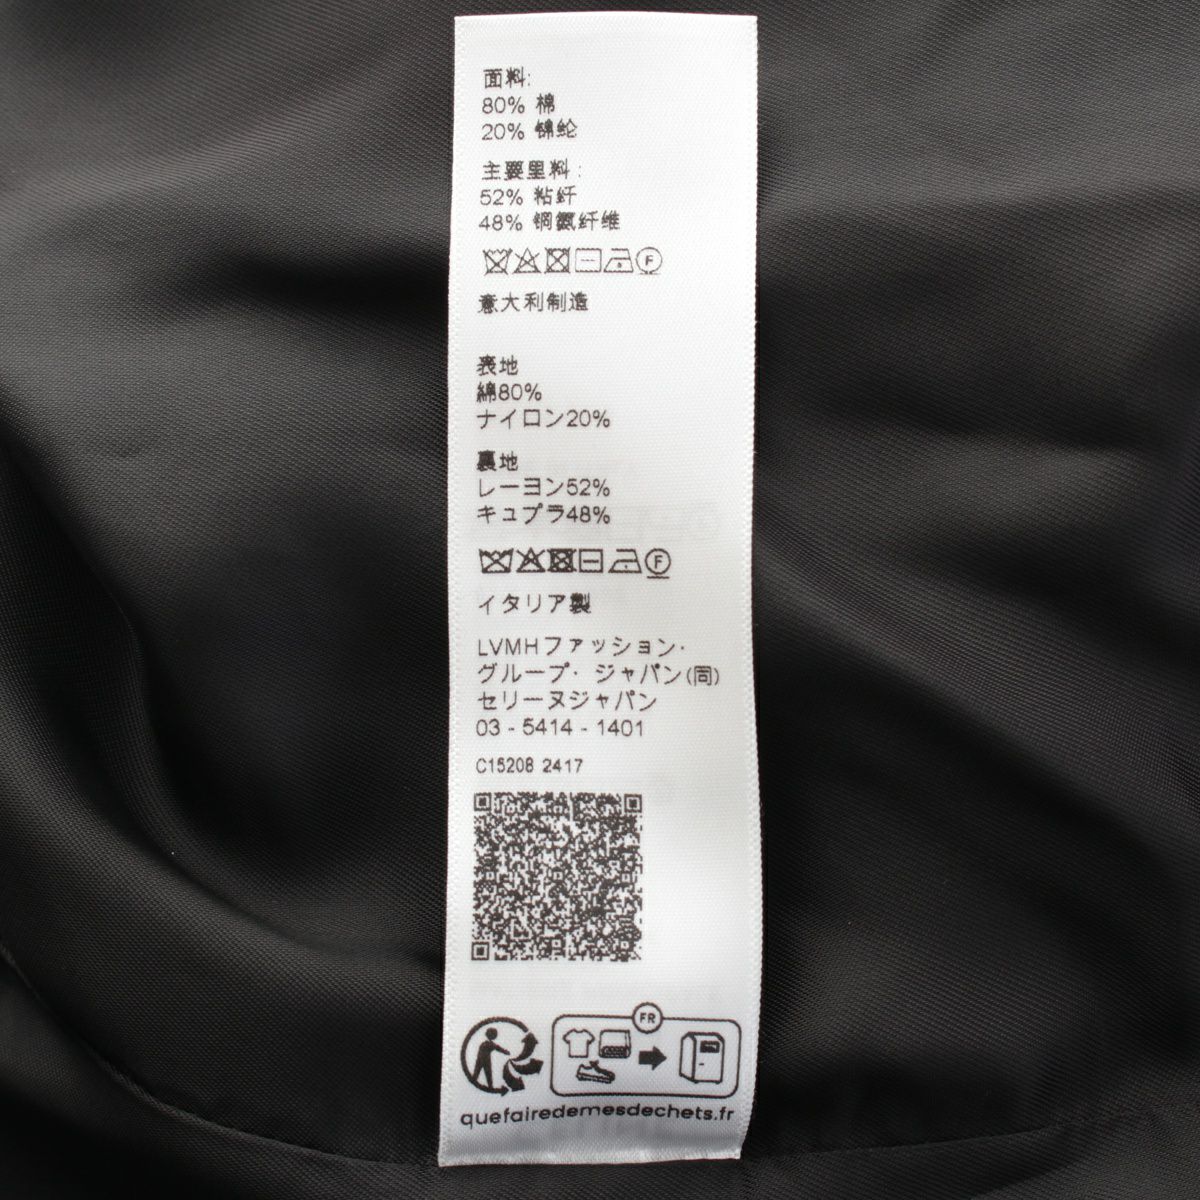 面料:
80% 棉
20% 锦纶
主要里料:
52% 粘纤
48% 铜氨纤维
F
意大利制造
表地
綿80%
ナイロン20%
裏地
レーヨン52%
キュプラ48%
F
イタリア製
LVMHファッション・
グループ・ジャパン(同)
セリーヌジャパン
03 - 5414 - 1401
C15208 2417
FR
quefairedemesdechets.fr